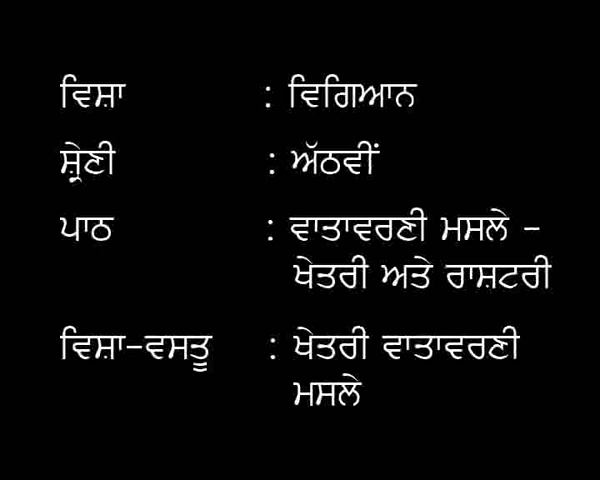 ਵਿਸ਼ਾ : ਵਿਗਿਆਨ
ਸ਼੍ਰੇਣੀ : ਅੱਠਵੀਂ
ਪਾਠ : ਵਾਤਾਵਰਣੀ ਮਸਲੇ -
ਖੇਤਰੀ ਅਤੇ ਰਾਸ਼ਟਰੀ
ਵਿਸ਼ਾ-ਵਸਤੂ : ਖੇਤਰੀ ਵਾਤਾਵਰਣੀ
ਮਸਲੇ